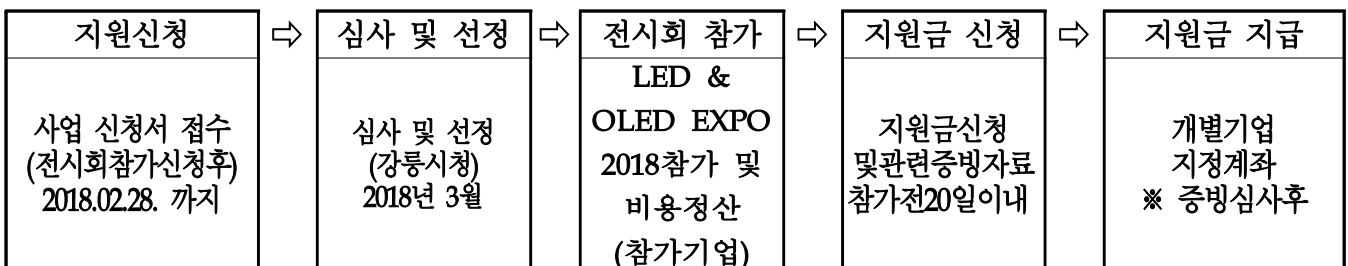 지원신청 ⇨ 심사 및 선정 ⇨ 전시회 참가 ⇨ 지원금 신청 ⇨ 지원금 지급
사업 신청서 접수
(전시회참가신청후)
2018.02.28. 까지
심사 및 선정
(강릉시청)
2018년 3월
LED &
OLED EXPO
2018참가 및
비용정산
(참가기업)
지원금신청
및관련증빙자료
참가전20일이내
개별기업
지정계좌
※ 증빙심사후